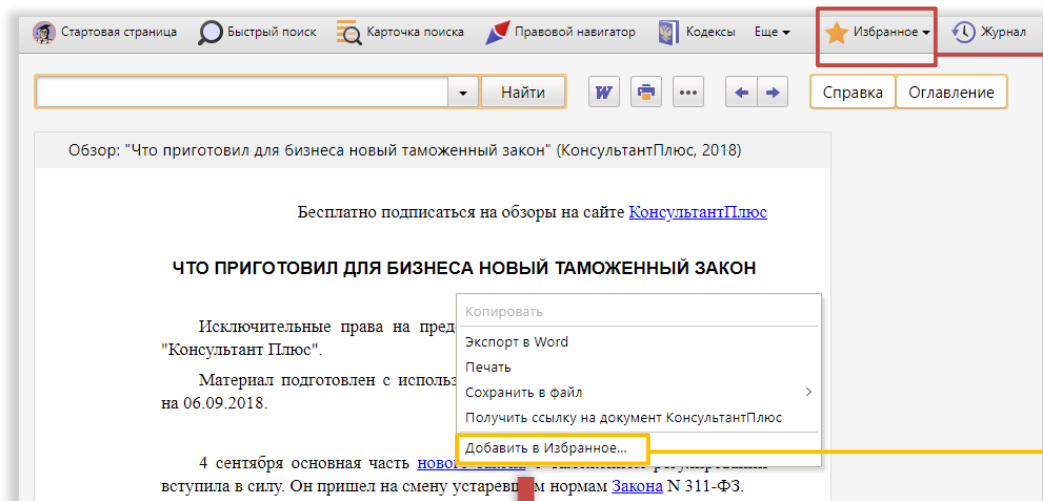 Стартовая страница Быстрый поиск Карточка поиска Правовой навигатор Кодексы Еще Избранное Журнал
Найти W ... Справка Оглавление
Обзор: "Что приготовил для бизнеса новый таможенный закон" (КонсультантПлюс, 2018)
Бесплатно подписаться на обзоры на сайте КонсультантПлюс
ЧТО ПРИГОТОВИЛ ДЛЯ БИЗНЕСА НОВЫЙ ТАМОЖЕННЫЙ ЗАКОН
Исключительные права на
"Консультант Плюс".
Материал подготовлен с
на 06.09.2018.
4 сентября основная часть
вступила в силу. Он пришел на смену устаревшим нормам Закона N 311-ФЗ.
Копировать
Экспорт в Word
Печать
Сохранить в файл
Получить ссылку на документ КонсультантПлюс
Добавить в Избранное...